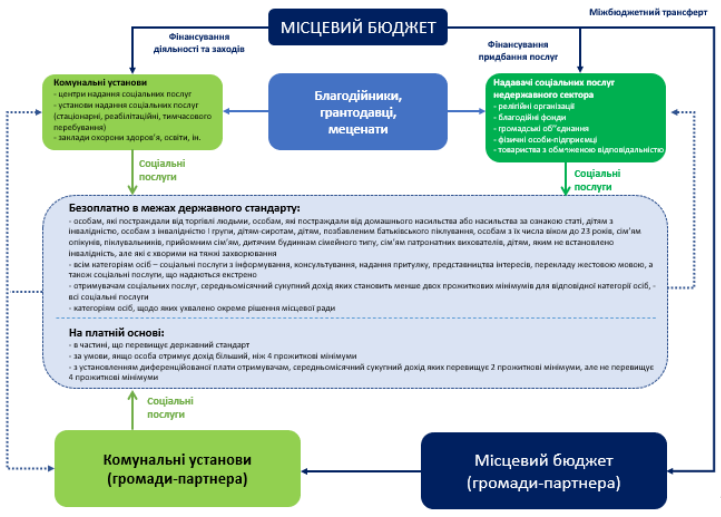 МІСЦЕВИЙ БЮДЖЕТ
Міжбюджетний трансферт
Фінансування
діяльності та заходів
Фінансування
придбання послуг
Комунальні установи
- центри надання соціальних послуг
- установи надання соціальних послуг
(стаціонарні, реабілітаційні, тимчасового
перебування)
- заклади охорони здоров'я, освіти, ін.
Благодійники,
грантодавці,
меценати
Надавачі соціальних послуг
недержавного сектора
- релігійні організації
- благодійні фонди
- громадські об'’єднання
- фізичні особи-підприємці
- товариства з обмеженою відповідальністю
Соціальні
послуги
Соціальні
послуги
Безоплатно в межах державного стандарту:
- особам, які постраждали від торгівлі людьми, особам, які постраждали від домашнього насильства або насильства за ознакою статі, дітям з
інвалідністю, особам з інвалідністю І групи, дітям-сиротам, дітям, позбавленим батьківського піклування, особам з їх числа віком до 23 років, сім’ям
опікунів, піклувальників, прийомним сім’ям, дитячим будинкам сімейного типу, сім’ям патронатних вихователів, дітям, яким не встановлено
інвалідність, але які є хворими на тяжкі захворювання
- всім категоріям осіб – соціальні послуги з інформування, консультування, надання притулку, представництва інтересів, перекладу жестовою мовою, а
також соціальні послуги, що надаються екстрено
- отримувачам соціальних послуг, середньомісячний сукупний дохід яких становить менше двох прожиткових мінімумів для відповідної категорії осіб, -
всі соціальні послуги
- категоріям осіб, щодо яких ухвалено окреме рішення місцевої ради
На платній основі:
- в частині, що перевищує державний стандарт
- за умови, якщо особа отримує дохід більший, ніж 4 прожиткові мінімуми
- з установленням диференційованої плати отримувачам, середньомісячний сукупний дохід яких перевищує 2 прожиткові мінімуми, але не перевищує
4 прожиткові мінімуми
Соціальні
послуги
Комунальні установи
(громади-партнера)
Місцевий бюджет
(громади-партнера)